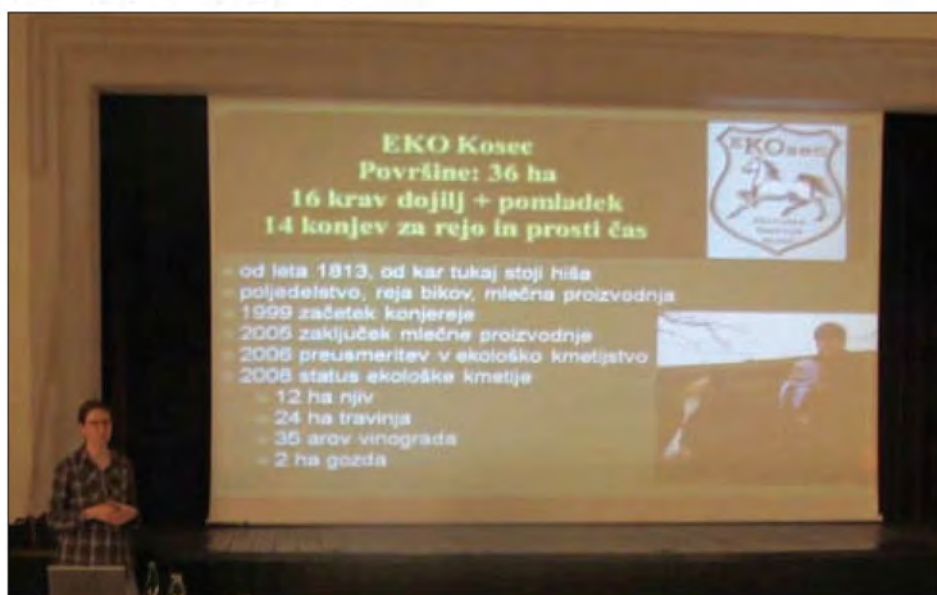 EKO Kosec
Površine: 36 ha
16 krav dojilj + pomladek
14 konjev za rejo in prosti čas
EKOsec
- od leta 1813, od kar tukaj stoji hiša
- poljedelstvo, reja bikov, mlečna proizvodnja
- 1999 začetek konjereje
- 2005 zaključek mlečne proizvodnje
- 2006 preusmeritev v ekološko kmetijstvo
- 2008 status ekološke kmetije
- 12 ha njiv
- 24 ha travinja
- 35 arov vinograda
- 2 ha gozda